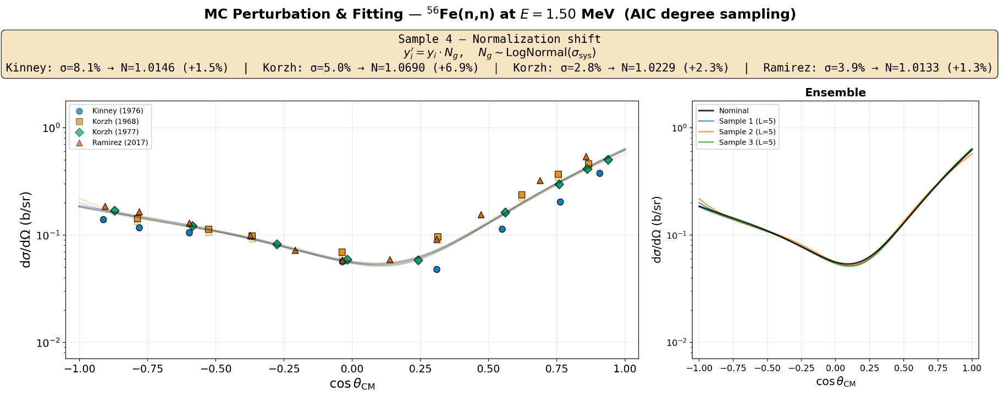 MC Perturbation & Fitting — ⁵⁶Fe(n,n) at E = 1.50 MeV (AIC degree sampling)
Sample 4 — Normalization shift
y′ᵢ = yᵢ · N_g, N_g ~ LogNormal(σ_sys)
Kinney: σ=8.1% → N=1.0146 (+1.5%) | Korzh: σ=5.0% → N=1.0690 (+6.9%) | Korzh: σ=2.8% → N=1.0229 (+2.3%) | Ramirez: σ=3.9% → N=1.0133 (+1.3%)
Kinney (1976)
Korzh (1968)
Korzh (1977)
Ramirez (2017)
10⁰
10⁻¹
10⁻²
dσ/dΩ (b/sr)
−1.00 −0.75 −0.50 −0.25 0.00 0.25 0.50 0.75 1.00
cos θ_CM
Ensemble
Nominal
Sample 1 (L=5)
Sample 2 (L=5)
Sample 3 (L=5)
10⁰
10⁻¹
10⁻²
dσ/dΩ (b/sr)
−1.00 −0.75 −0.50 −0.25 0.00 0.25 0.50 0.75 1.00
cos θ_CM